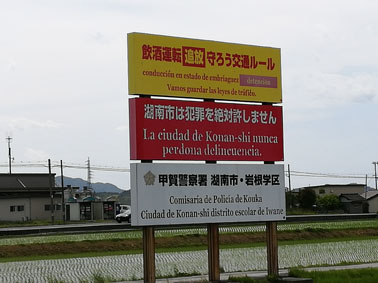 飲酒運転 追放 守ろう交通ルール
conducción en estado de embriaguez detención
Vamos guardar las leyes de tráfico.
湖南市は犯罪を絶対許しません
La ciudad de Konan-shi nunca
perdona delincuencia.
甲賀警察署 湖南市・岩根学区
Comisaria de Policia de Kouka
Ciudad de Konan-shi distrito escolar de Iwane